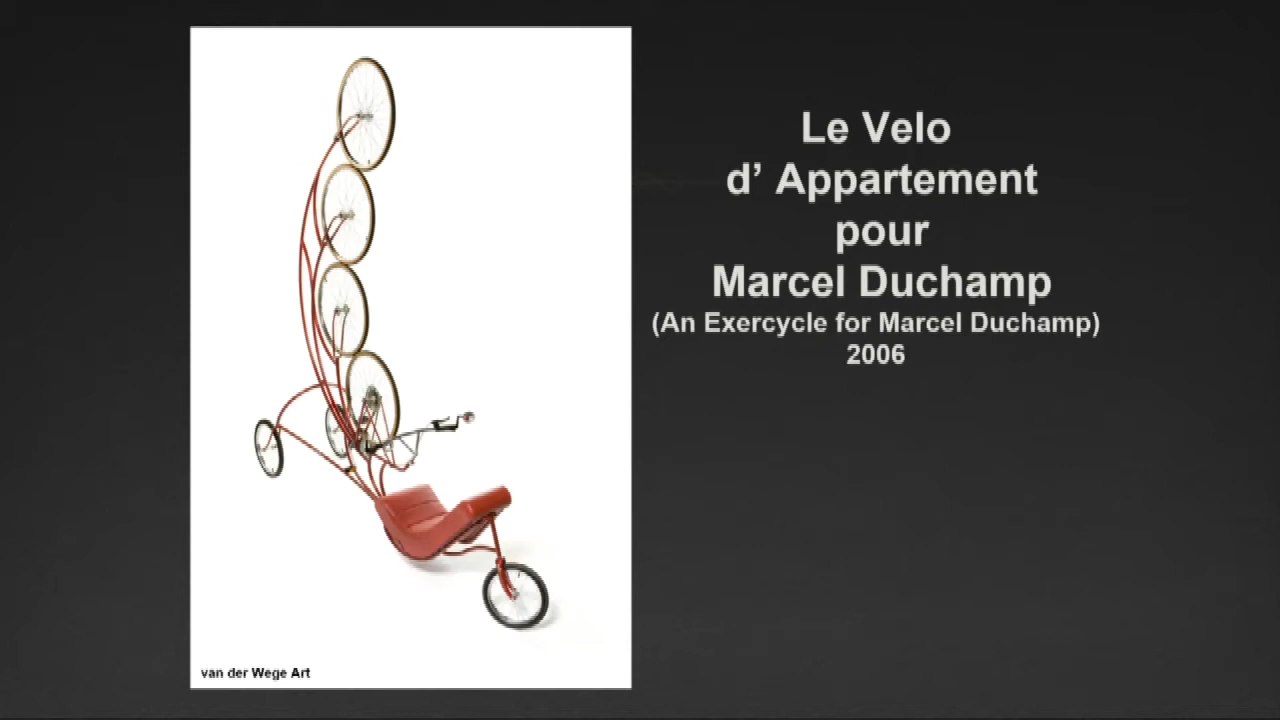 Le Velo
d’ Appartement
pour
Marcel Duchamp
(An Exercycle for Marcel Duchamp)
2006
van der Wege Art